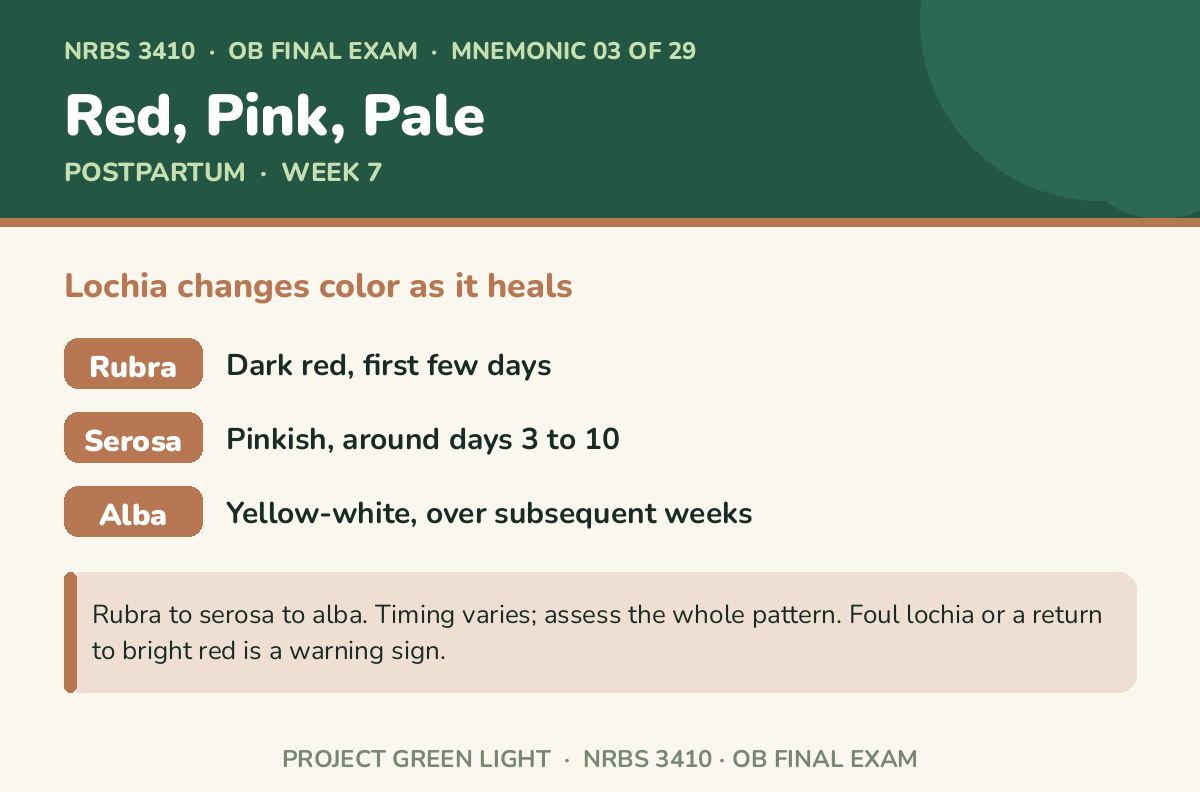 NRBS 3410 · OB FINAL EXAM · MNEMONIC 03 OF 29
Red, Pink, Pale
POSTPARTUM · WEEK 7
Lochia changes color as it heals
Rubra Dark red, first few days
Serosa Pinkish, around days 3 to 10
Alba Yellow-white, over subsequent weeks
Rubra to serosa to alba. Timing varies; assess the whole pattern. Foul lochia or a return
to bright red is a warning sign.
PROJECT GREEN LIGHT · NRBS 3410 · OB FINAL EXAM